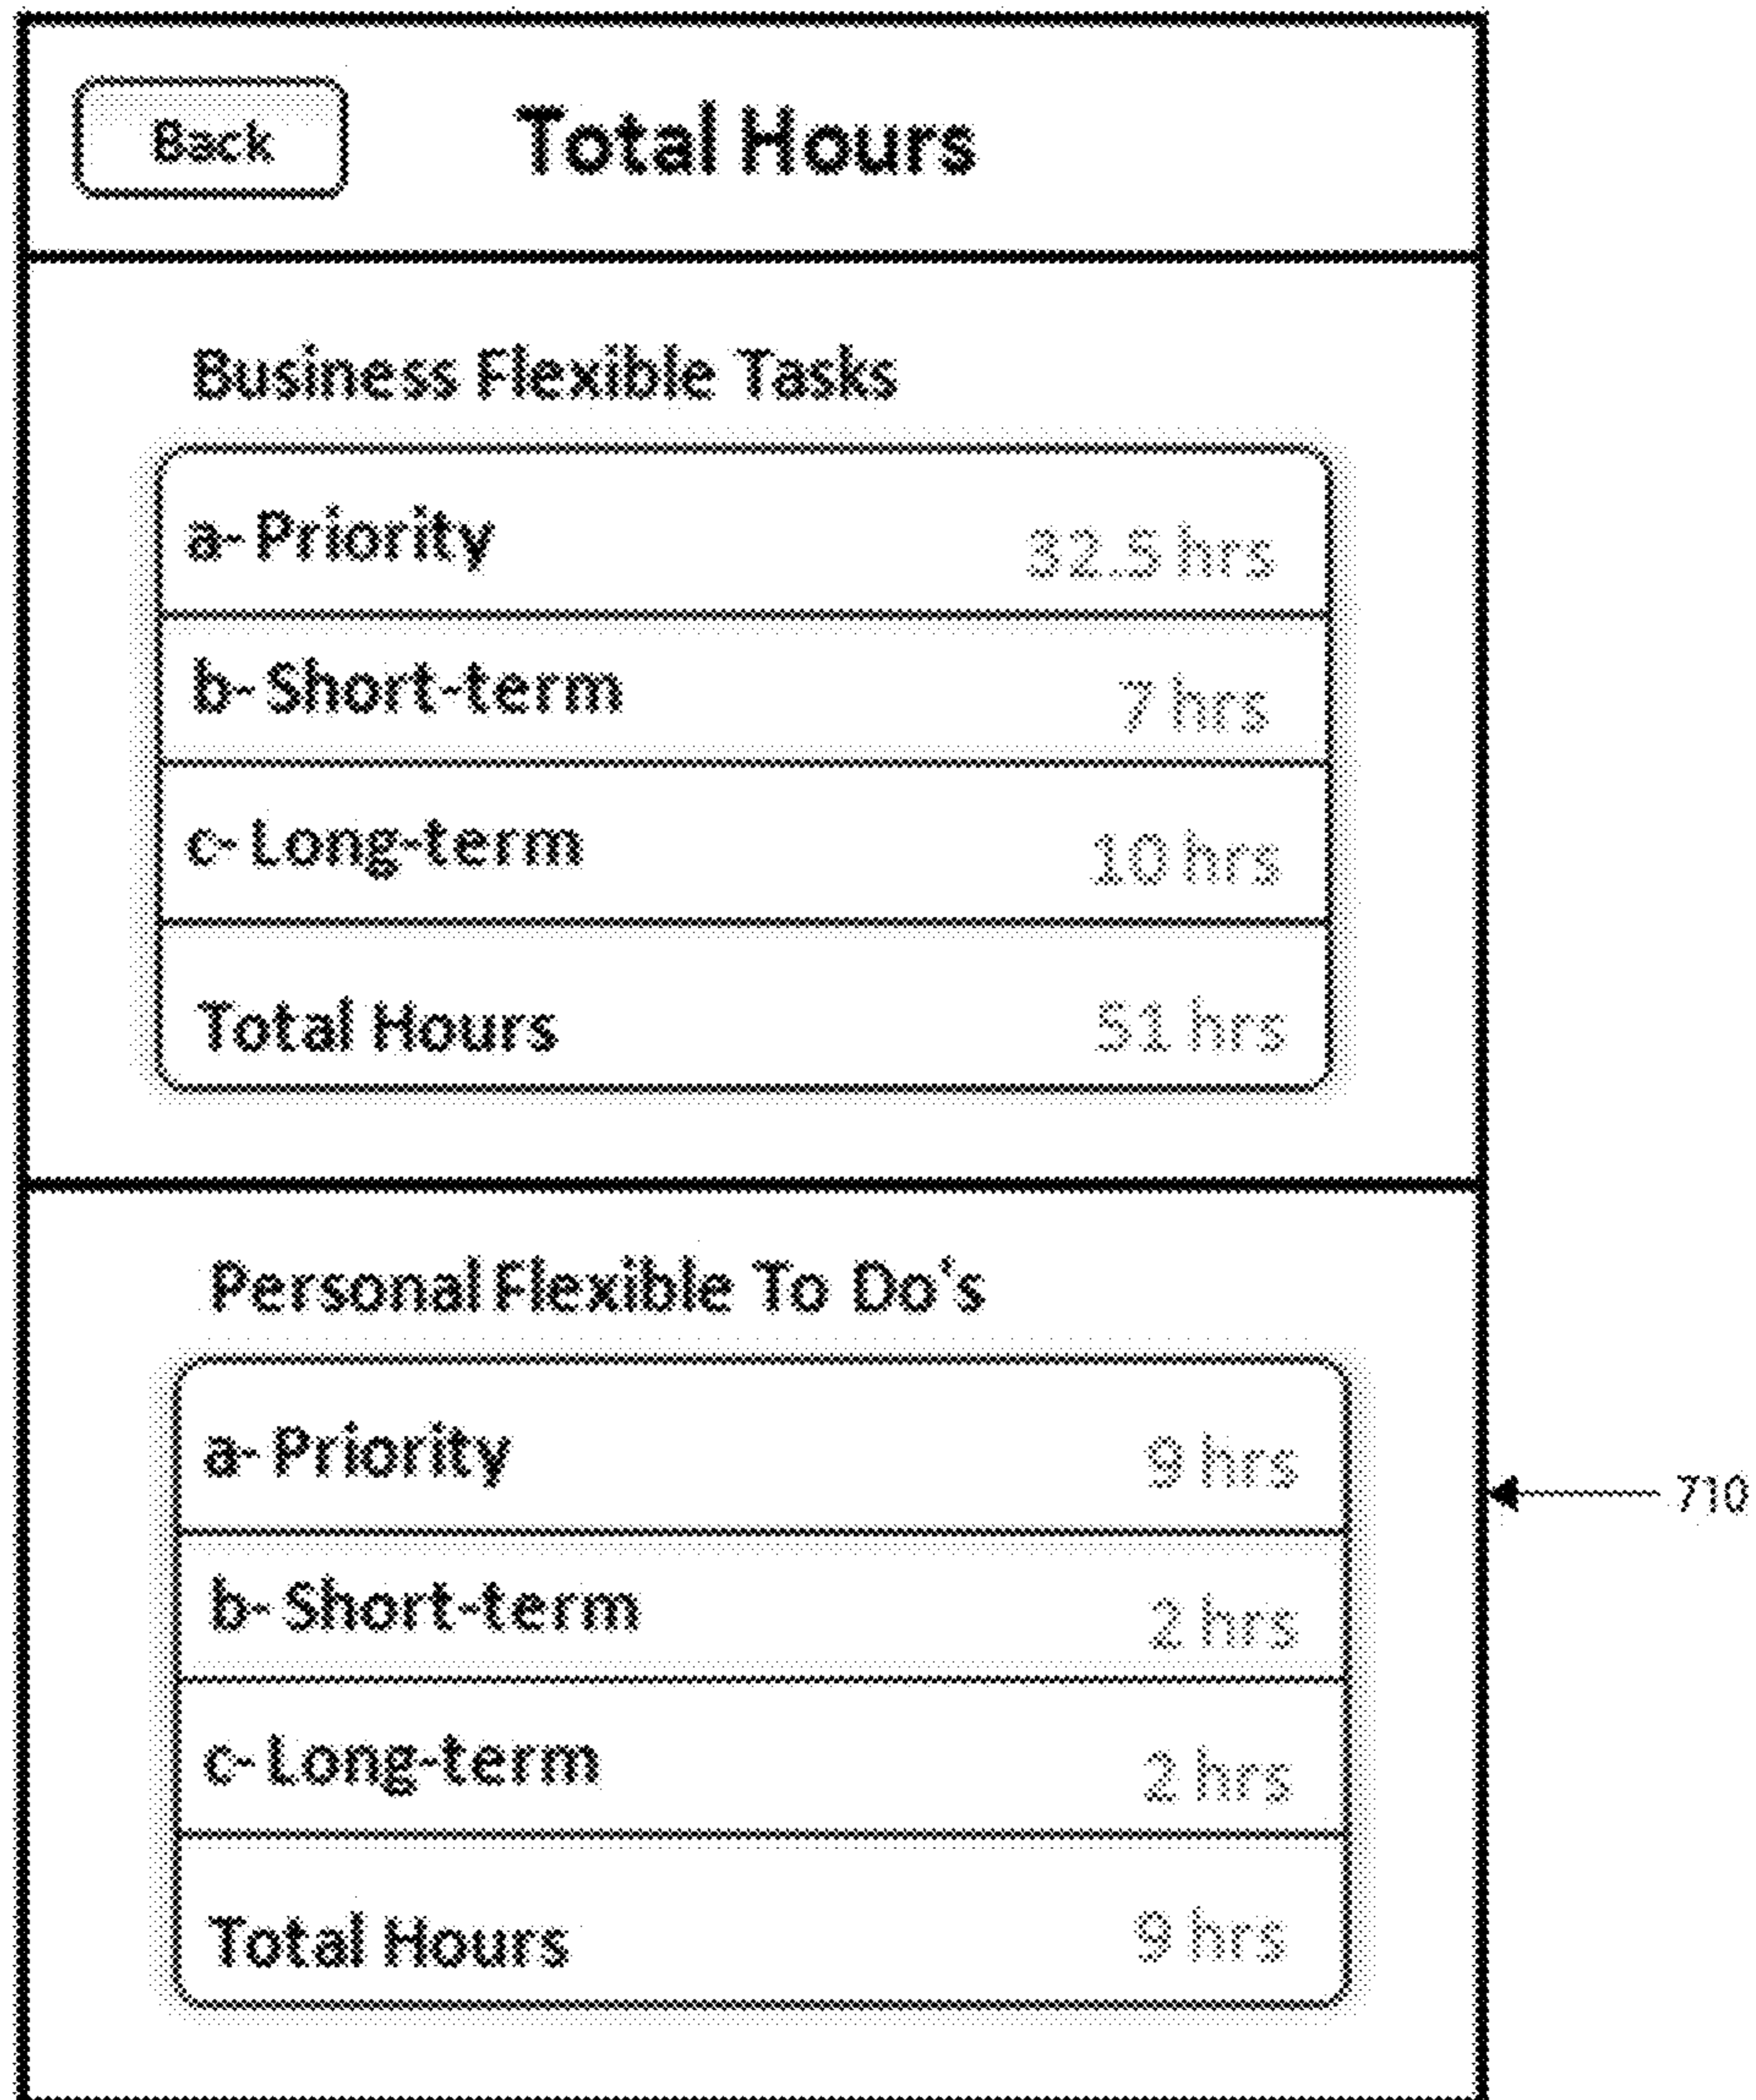 Back
Total Hours
Business Flexible Tasks
a- Priority 32.5 hrs
b- Short-term 7 hrs
c- Long-term 10 hrs
Total Hours 51 hrs
Personal Flexible To Do's
a- Priority 9 hrs
710
b- Short-term 2 hrs
c- Long-term 2 hrs
Total Hours 9 hrs